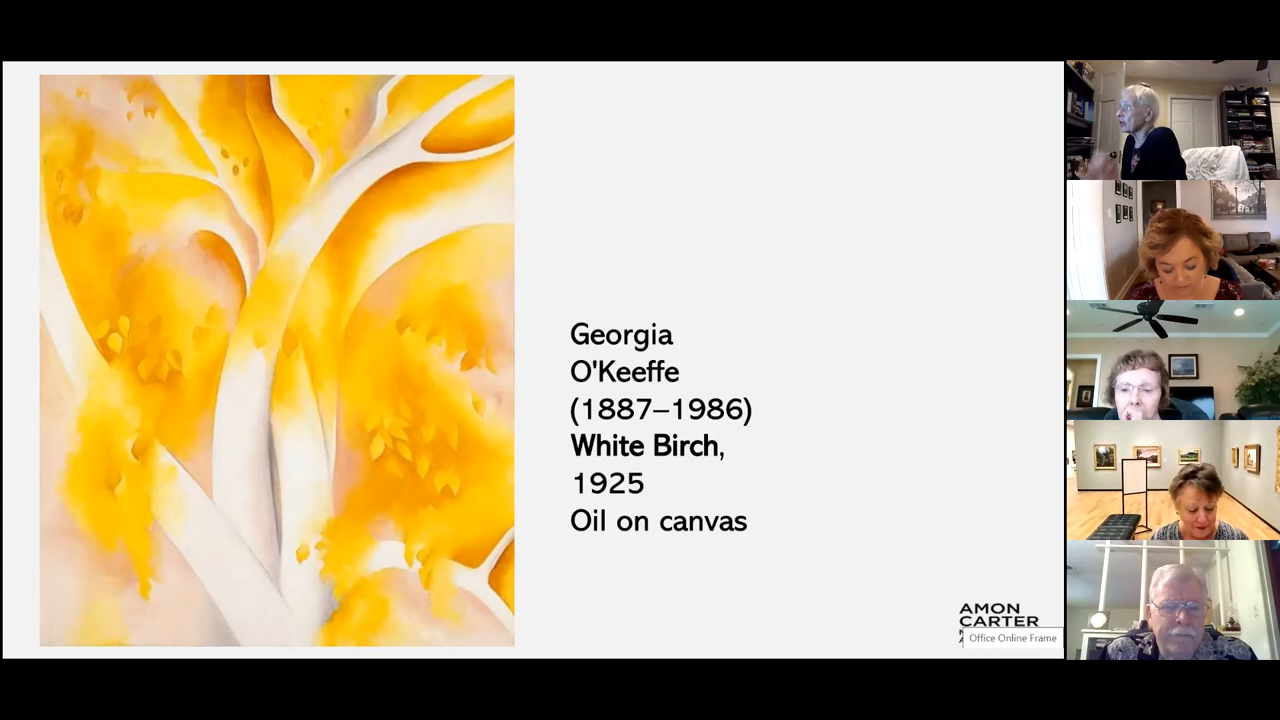 Georgia
O'Keeffe
(1887–1986)
White Birch,
1925
Oil on canvas
AMON
CARTER
Office Online Frame